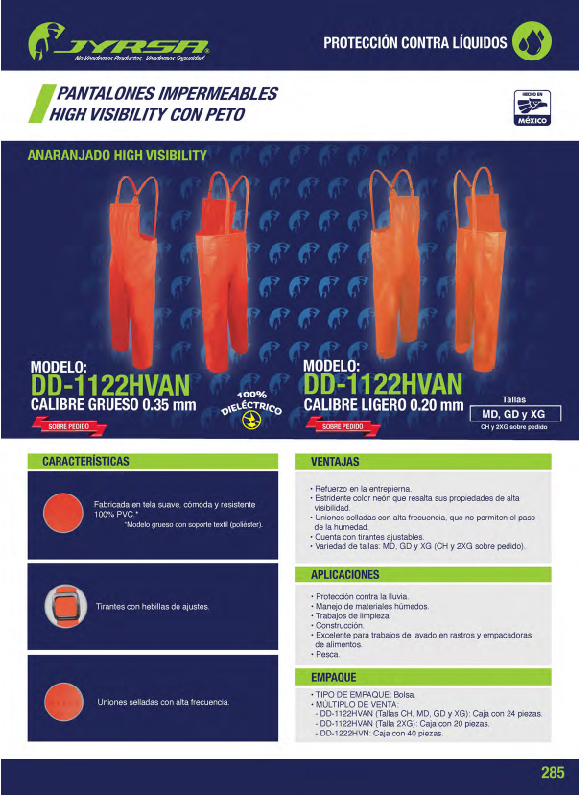 JYRSA®
No Vendemos Productos, Vendemos Seguridad
PROTECCIÓN CONTRA LÍQUIDOS
PANTALONES IMPERMEABLES
HIGH VISIBILITY CON PETO
HECHO EN
MÉXICO
ANARANJADO HIGH VISIBILITY
MODELO:
DD-1122HVAN
CALIBRE GRUESO 0.35 mm
SOBRE PEDIDO
100%
DIELÉCTRICO
MODELO:
DD-1122HVAN
CALIBRE LIGERO 0.20 mm
SOBRE PEDIDO
Tallas
MD, GD y XG
CH y 2XG sobre pedido
CARACTERÍSTICAS
Fabricada en tela suave, cómoda y resistente
100% PVC.*
*Modelo grueso con soporte textil (poliéster).
Tirantes con hebillas de ajustes.
Uniones selladas con alta frecuencia.
VENTAJAS
• Refuerzo en la entrepierna.
• Estridente color neón que resalta sus propiedades de alta
visibilidad.
• Uniones selladas con alta frecuencia, que no permiten el paso
de la humedad.
• Cuenta con tirantes ajustables.
• Variedad de tallas: MD, GD y XG (CH y 2XG sobre pedido).
APLICACIONES
• Protección contra la lluvia.
• Manejo de materiales húmedos.
• Trabajos de limpieza
• Construcción.
• Excelente para trabajos de lavado en rastros y empacadoras
de alimentos.
• Pesca.
EMPAQUE
• TIPO DE EMPAQUE: Bolsa
• MÚLTIPLO DE VENTA:
- DD-1122HVAN (Tallas CH, MD, GD y XG): Caja con 24 piezas.
- DD-1122HVAN (Talla 2XG): Caja con 20 piezas.
- DD-1222HVN: Caja con 40 piezas.
285